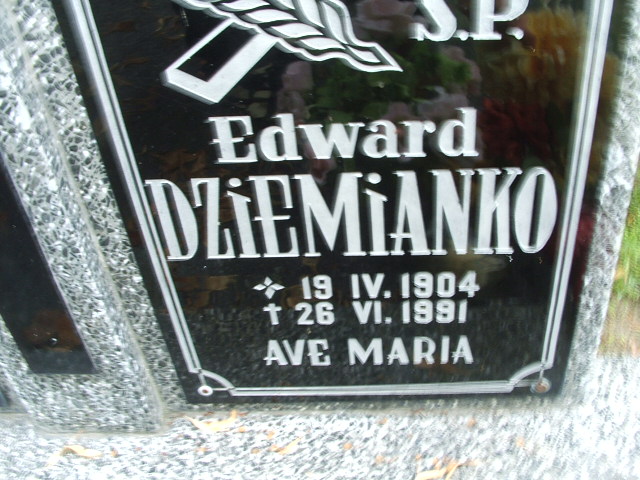 Ś.P.
Edward
DZiEMiANKO
19 IV. 1904
† 26 VI. 1991
AVE MARIA